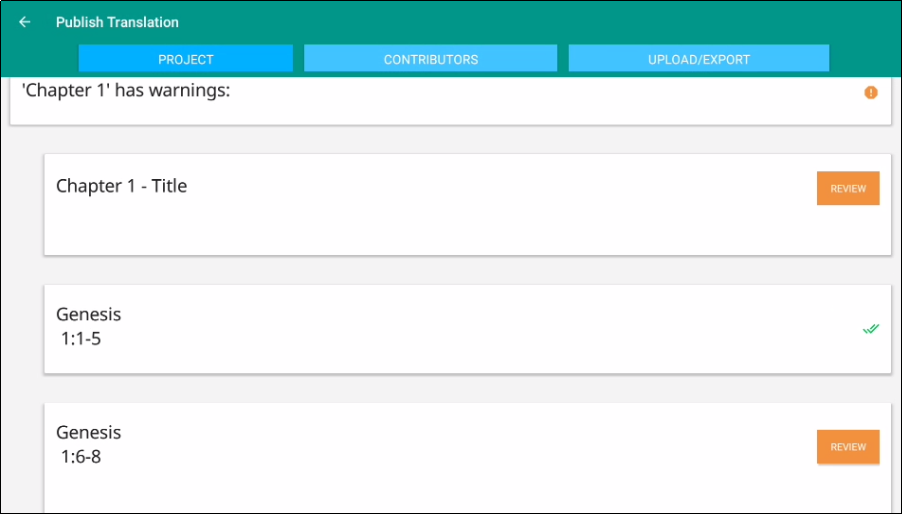 Publish Translation
PROJECT
CONTRIBUTORS
UPLOAD/EXPORT
'Chapter 1' has warnings:
Chapter 1 - Title
REVIEW
Genesis
1:1-5
Genesis
1:6-8
REVIEW